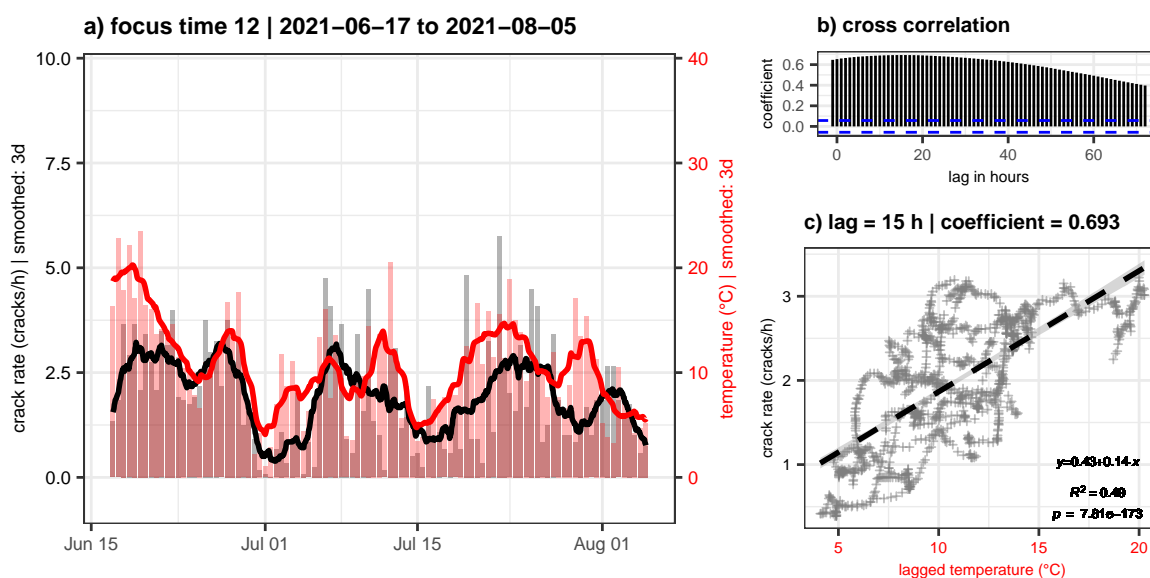 a) focus time 12 | 2021−06−17 to 2021−08−05
10.0
7.5
5.0
2.5
0.0
crack rate (cracks/h) | smoothed: 3d
40
30
20
10
0
temperature (°C) | smoothed: 3d
Jun 15
Jul 01
Jul 15
Aug 01
b) cross correlation
0.6
0.4
0.2
0.0
coefficient
0
20
40
60
lag in hours
c) lag = 15 h | coefficient = 0.693
3
2
1
crack rate (cracks/h)
y=0.43+0.14·x
R² = 0.49
p = 7.81e−173
5
10
15
20
lagged temperature (°C)